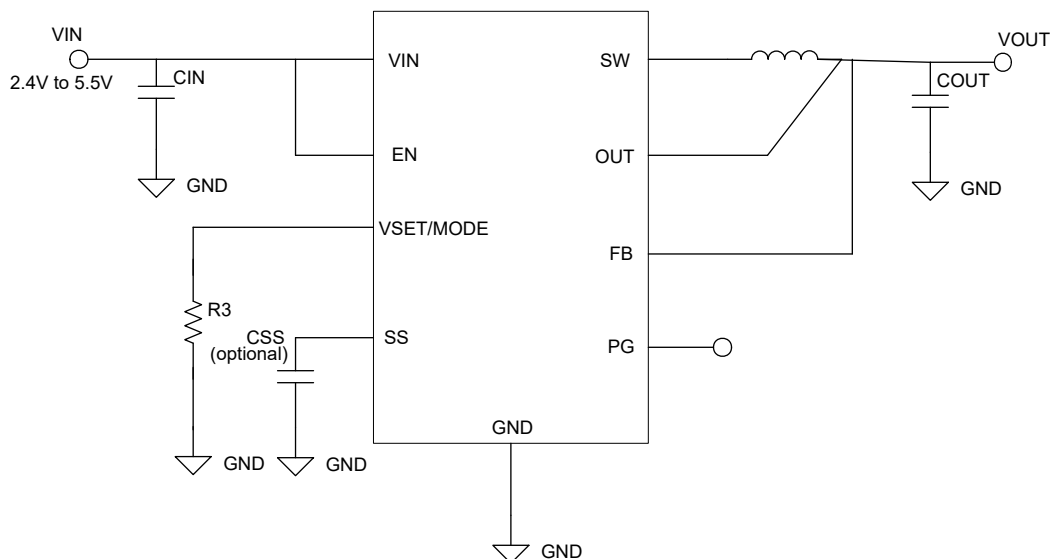 VIN
2.4V to 5.5V
CIN
GND
VIN
EN
VSET/MODE
SS
SW
OUT
FB
PG
GND
VOUT
COUT
GND
R3
CSS
(optional)
GND
GND
GND